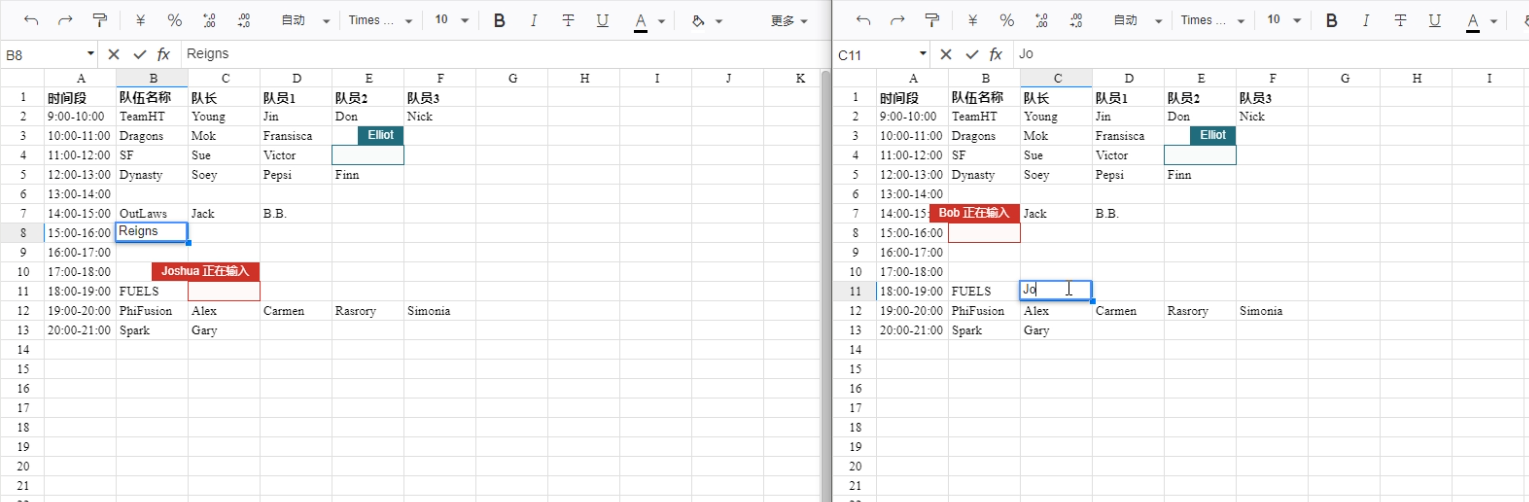 ¥ % ←.0 .00 .00 →.0 自动 Times ... 10 B I T U A 更多
B8 fx Reigns
A B C D E F G H I J K
1 时间段 队伍名称 队长 队员1 队员2 队员3
2 9:00-10:00 TeamHT Young Jin Don Nick
3 10:00-11:00 Dragons Mok Fransisca Elliot
4 11:00-12:00 SF Sue Victor
5 12:00-13:00 Dynasty Soey Pepsi Finn
6 13:00-14:00
7 14:00-15:00 OutLaws Jack B.B.
8 15:00-16:00 Reigns
9 16:00-17:00
10 17:00-18:00 Joshua 正在输入
11 18:00-19:00 FUELS
12 19:00-20:00 PhiFusion Alex Carmen Rasrory Simonia
13 20:00-21:00 Spark Gary
14
15
16
17
18
19
20
21
¥ % ←.0 .00 .00 →.0 自动 Times ... 10 B I T U A
C11 fx Jo
A B C D E F G H I
1 时间段 队伍名称 队长 队员1 队员2 队员3
2 9:00-10:00 TeamHT Young Jin Don Nick
3 10:00-11:00 Dragons Mok Fransisca Elliot
4 11:00-12:00 SF Sue Victor
5 12:00-13:00 Dynasty Soey Pepsi Finn
6 13:00-14:00
7 14:00-15: Bob 正在输入 Jack B.B.
8 15:00-16:00
9 16:00-17:00
10 17:00-18:00
11 18:00-19:00 FUELS Jo
12 19:00-20:00 PhiFusion Alex Carmen Rasrory Simonia
13 20:00-21:00 Spark Gary
14
15
16
17
18
19
20
21